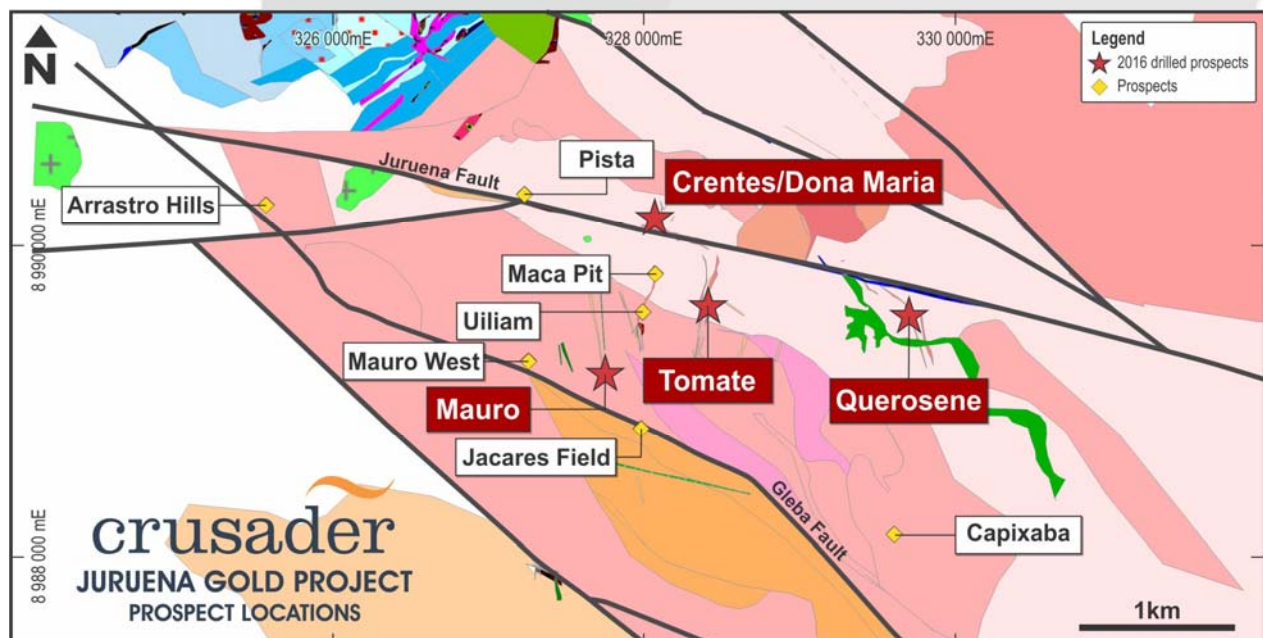 326 000mE
328 000mE
330 000mE
N
Legend
2016 drilled prospects
Prospects
Juruena Fault
Pista
Crentes/Dona Maria
Arrastro Hills
8 990 000 mE
Maca Pit
Uiliam
Mauro West
Mauro
Tomate
Querosene
Jacares Field
Gleba Fault
Capixaba
8 988 000 mE
crusader
JURUENA GOLD PROJECT
PROSPECT LOCATIONS
1km